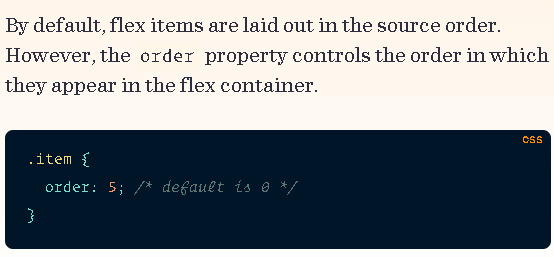 By default, flex items are laid out in the source order.
However, the order property controls the order in which
they appear in the flex container.
CSS
.item {
  order: 5; /* default is 0 */
}